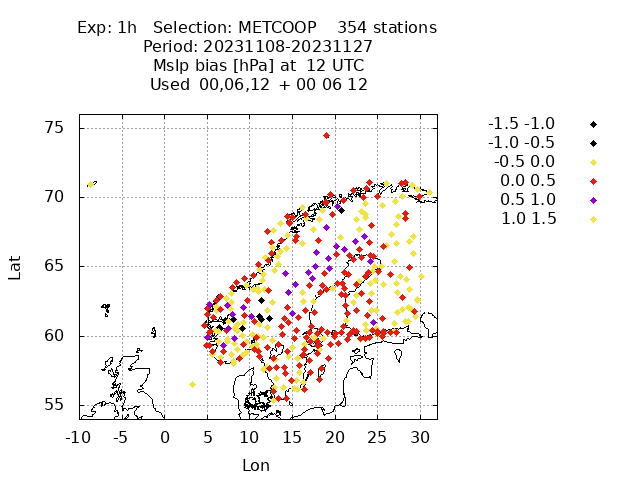 Exp: 1h   Selection: METCOOP    354 stations
Period: 20231108-20231127
Mslp bias [hPa] at  12 UTC
Used 00,06,12  + 00 06 12
-1.5 -1.0
-1.0 -0.5
-0.5 0.0
0.0 0.5
0.5 1.0
1.0 1.5
75
70
65
60
55
Lat
-10 -5 0 5 10 15 20 25 30
Lon